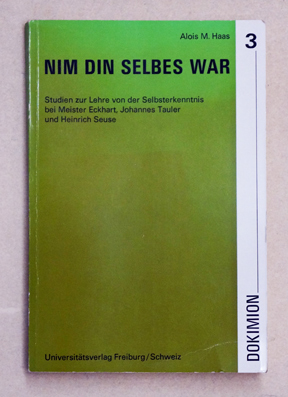 Alois M. Haas
3
NIM DIN SELBES WAR
Studien zur Lehre von der Selbsterkenntnis
bei Meister Eckhart, Johannes Tauler
und Heinrich Seuse
DOKIMION
Universitätsverlag Freiburg/Schweiz